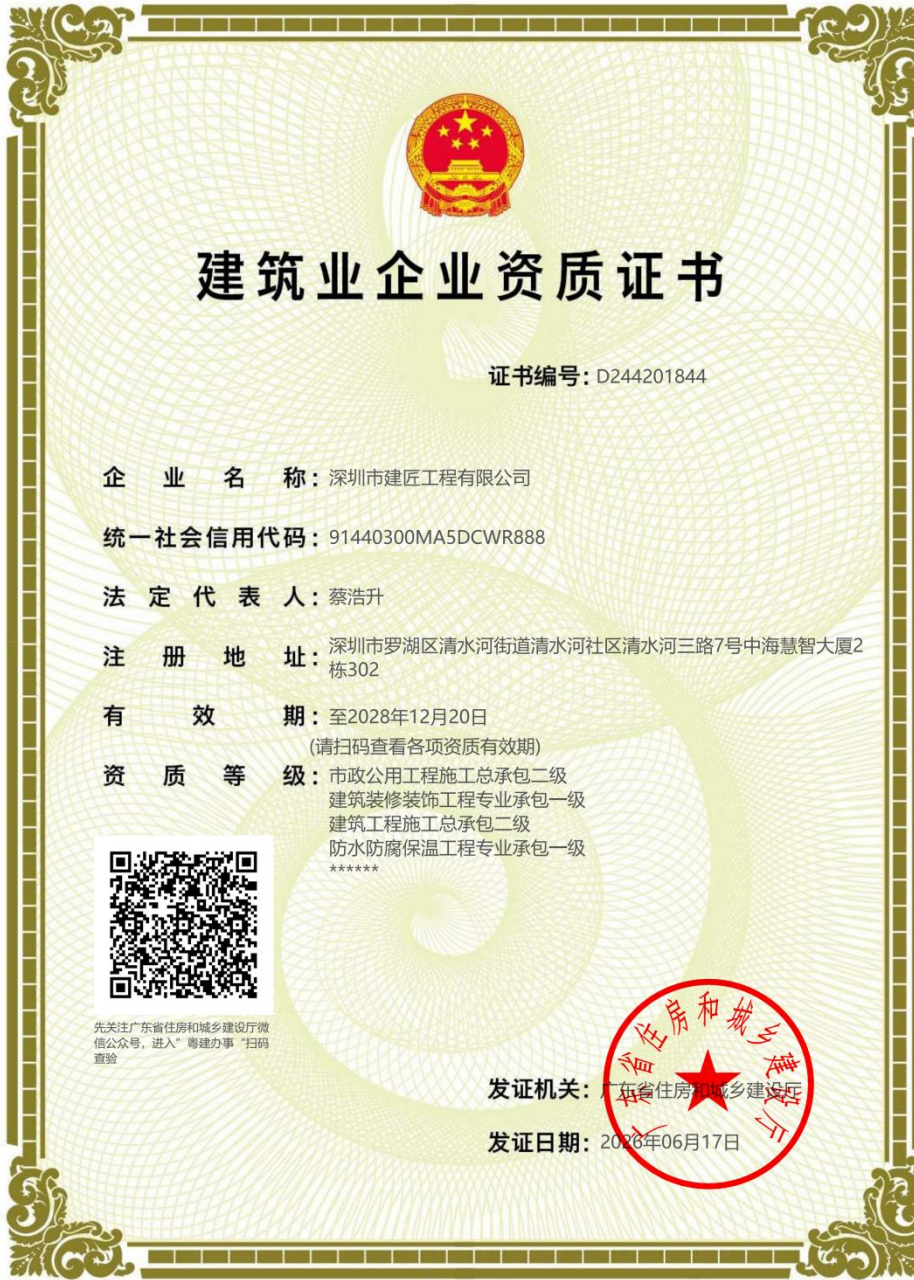 建筑业企业资质证书
证书编号：D244201844
企业名称：深圳市建匠工程有限公司
统一社会信用代码：91440300MA5DCWR888
法定代表人：蔡浩升
注册地址：深圳市罗湖区清水河街道清水河社区清水河三路7号中海慧智大厦2
栋302
有效期：至2028年12月20日
(请扫码查看各项资质有效期)
资质等级：市政公用工程施工总承包二级
建筑装修装饰工程专业承包一级
建筑工程施工总承包二级
防水防腐保温工程专业承包一级
******
先关注广东省住房和城乡建设厅微
信公众号，进入”粤建办事“扫码
查验
广东省住房和城乡建设厅
发证机关：广东省住房和城乡建设厅
发证日期：2026年06月17日